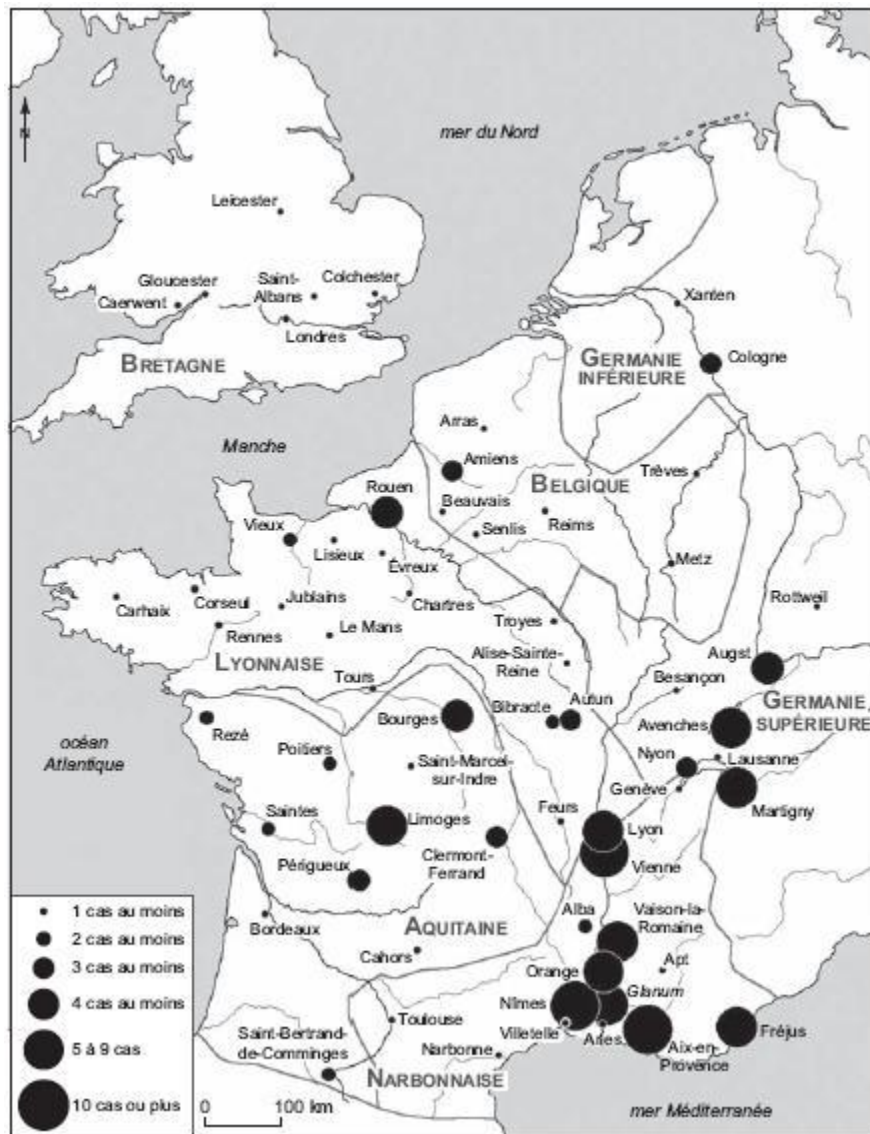 N
mer du Nord
Leicester
Gloucester
Saint-
Albans
Colchester
Caerwent
Londres
BRETAGNE
Xanten
GERMANIE
INFÉRIEURE
Cologne
Manche
Arras
Amiens
Trèves
Rouen
Beauvais
BELGIQUE
Vieux
Lisieux
Senlis
Reims
Évreux
Metz
Carhaix
Corseul
Jublains
Chartres
Rottweil
Rennes
Le Mans
Troyes
LYONNAISE
Alise-Sainte-
Reine
Augst
Tours
Besançon
Bourges
Bibracte
Autun
GERMANIE
SUPÉRIEURE
Rezé
Avenches
océan
Atlantique
Poitiers
Saint-Marcel-
sur-Indre
Nyon
Lausanne
Genève
Martigny
Saintes
Limoges
Feurs
Lyon
Clermont-
Ferrand
Vienne
Périgueux
Alba
Vaison-la-
Romaine
Bordeaux
AQUITAINE
Cahors
Apt
Orange
Glanum
Nîmes
Toulouse
Villetelle
Arles
Aix-en-
Provence
Fréjus
Saint-Bertrand-
de-Comminges
Narbonne
NARBONNAISE
mer Méditerranée
1 cas au moins
2 cas au moins
3 cas au moins
4 cas au moins
5 à 9 cas
10 cas ou plus
0 100 km